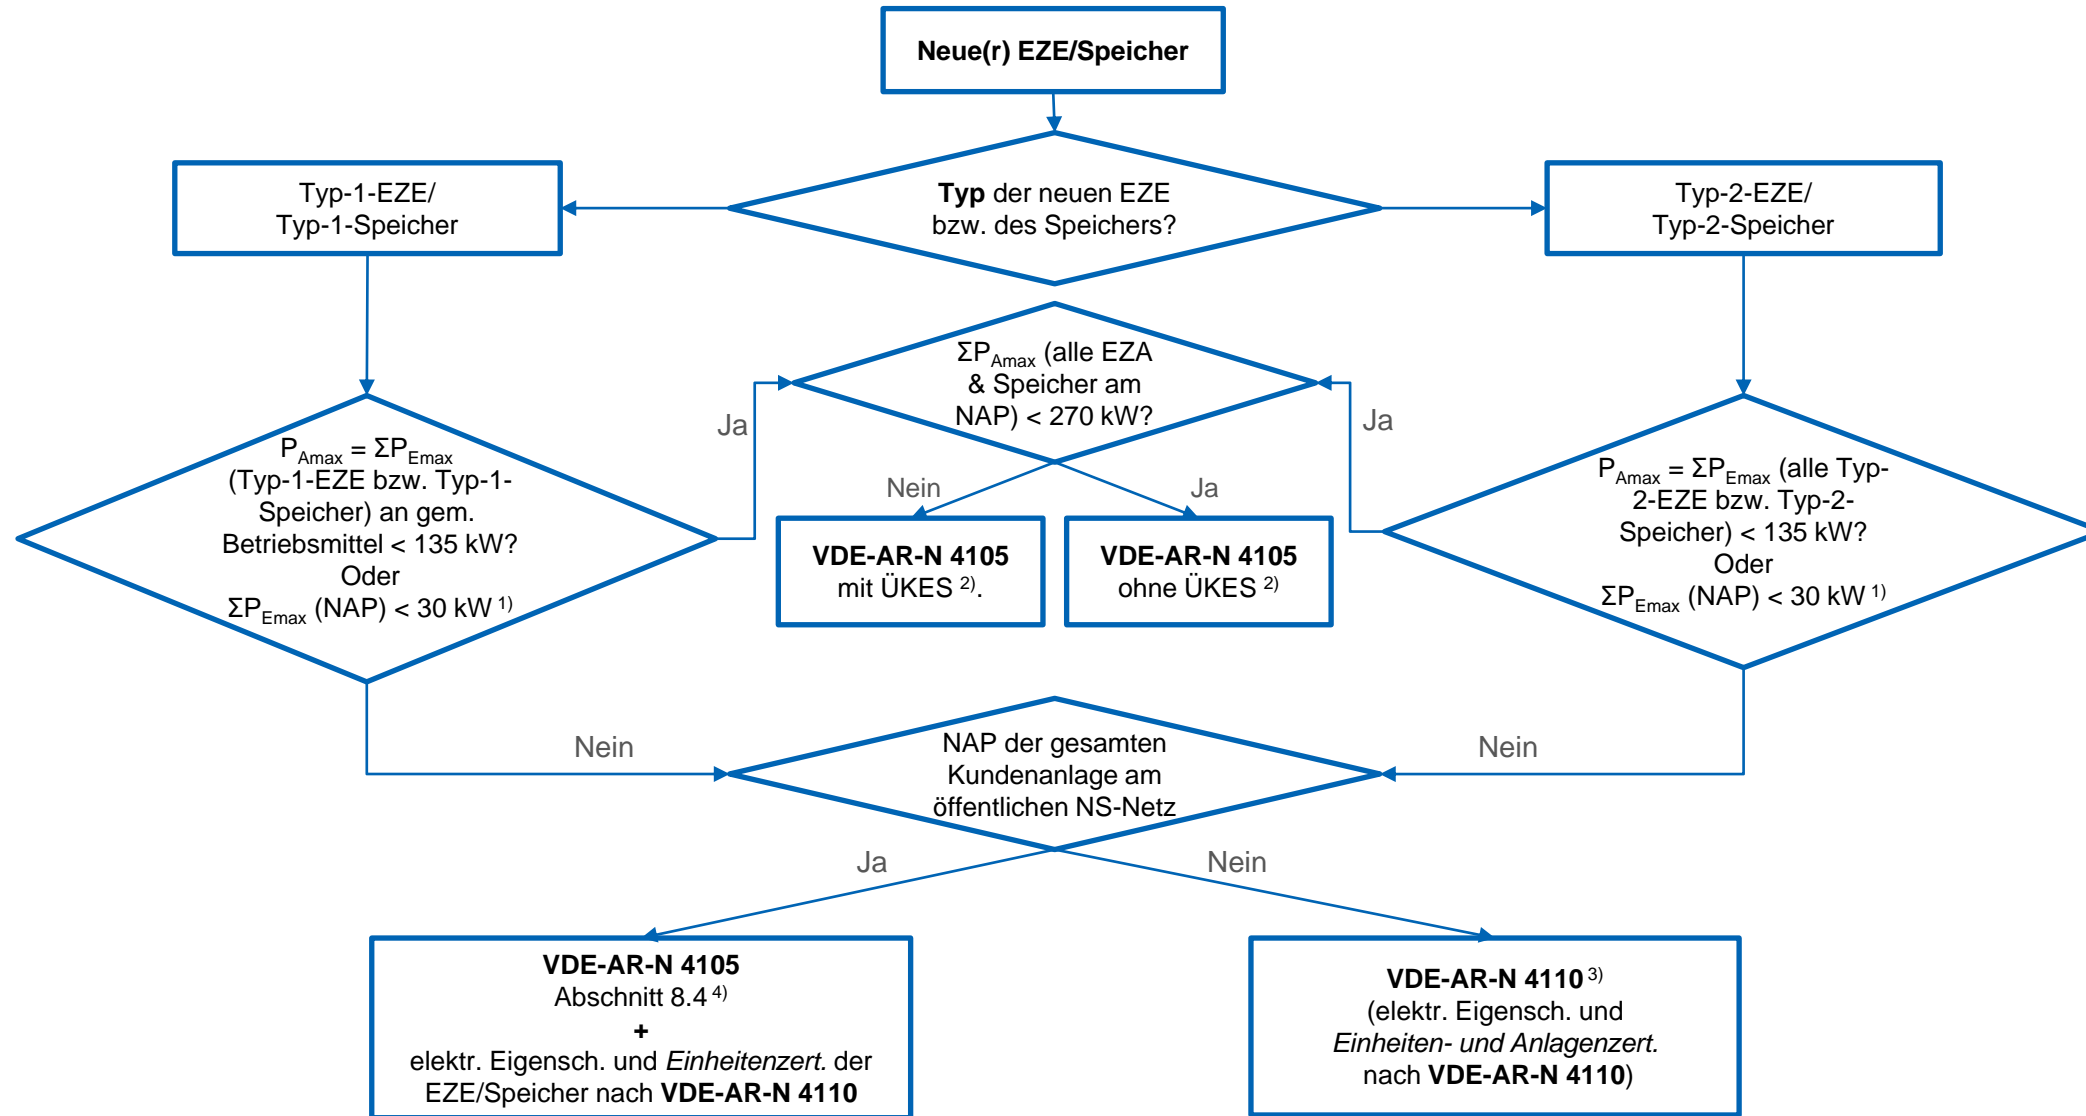 Neue(r) EZE/Speicher
Typ-1-EZE/
Typ-1-Speicher
Typ der neuen EZE
bzw. des Speichers?
Typ-2-EZE/
Typ-2-Speicher
ΣPAmax (alle EZA
& Speicher am
NAP) < 270 kW?
Ja
Ja
PAmax = ΣPEmax
(Typ-1-EZE bzw. Typ-1-
Speicher) an gem.
Betriebsmittel < 135 kW?
Oder
ΣPEmax (NAP) < 30 kW 1)
PAmax = ΣPEmax (alle Typ-
2-EZE bzw. Typ-2-
Speicher) < 135 kW?
Oder
ΣPEmax (NAP) < 30 kW 1)
Nein
Ja
VDE-AR-N 4105
mit ÜKES 2).
VDE-AR-N 4105
ohne ÜKES 2)
Nein
Nein
NAP der gesamten
Kundenanlage am
öffentlichen NS-Netz
Ja
Nein
VDE-AR-N 4105
Abschnitt 8.4 4)
+
elektr. Eigensch. und Einheitenzert. der
EZE/Speicher nach VDE-AR-N 4110
VDE-AR-N 4110 3)
(elektr. Eigensch. und
Einheiten- und Anlagenzert.
nach VDE-AR-N 4110)